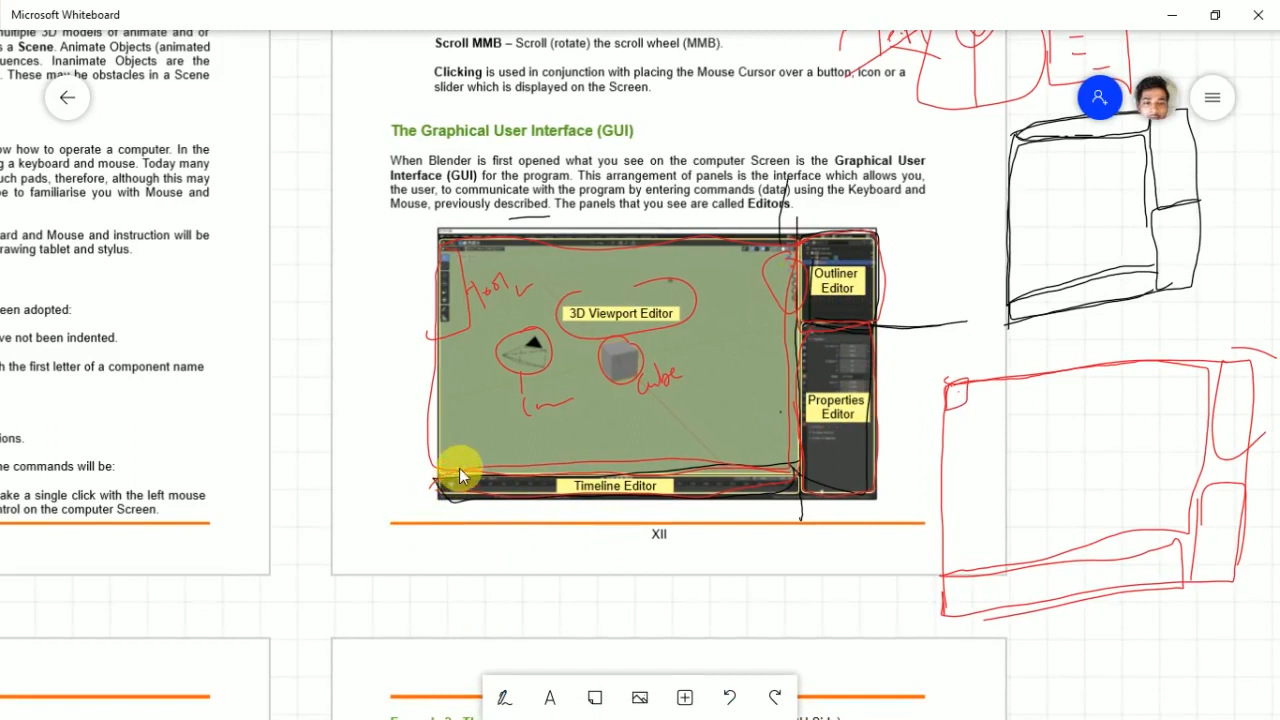 Microsoft Whiteboard
multiple 3D models of animate and or
s a Scene. Animate Objects (animated
uences. Inanimate Objects are the
. These may be obstacles in a Scene
ow how to operate a computer. In the
g a keyboard and mouse. Today many
uch pads, therefore, although this may
be to familiarise you with Mouse and
ard and Mouse and instruction will be
rawing tablet and stylus.
een adopted:
ve not been indented.
h the first letter of a component name
ions.
he commands will be:
ake a single click with the left mouse
ntrol on the computer Screen.
Scroll MMB – Scroll (rotate) the scroll wheel (MMB).
Clicking is used in conjunction with placing the Mouse Cursor over a button, icon or a
slider which is displayed on the Screen.
The Graphical User Interface (GUI)
When Blender is first opened what you see on the computer Screen is the Graphical User
Interface (GUI) for the program. This arrangement of panels is the interface which allows you,
the user, to communicate with the program by entering commands (data) using the Keyboard and
Mouse, previously described. The panels that you see are called Editors.
Outliner
Editor
3D Viewport Editor
Cube
Properties
Editor
Timeline Editor
XII